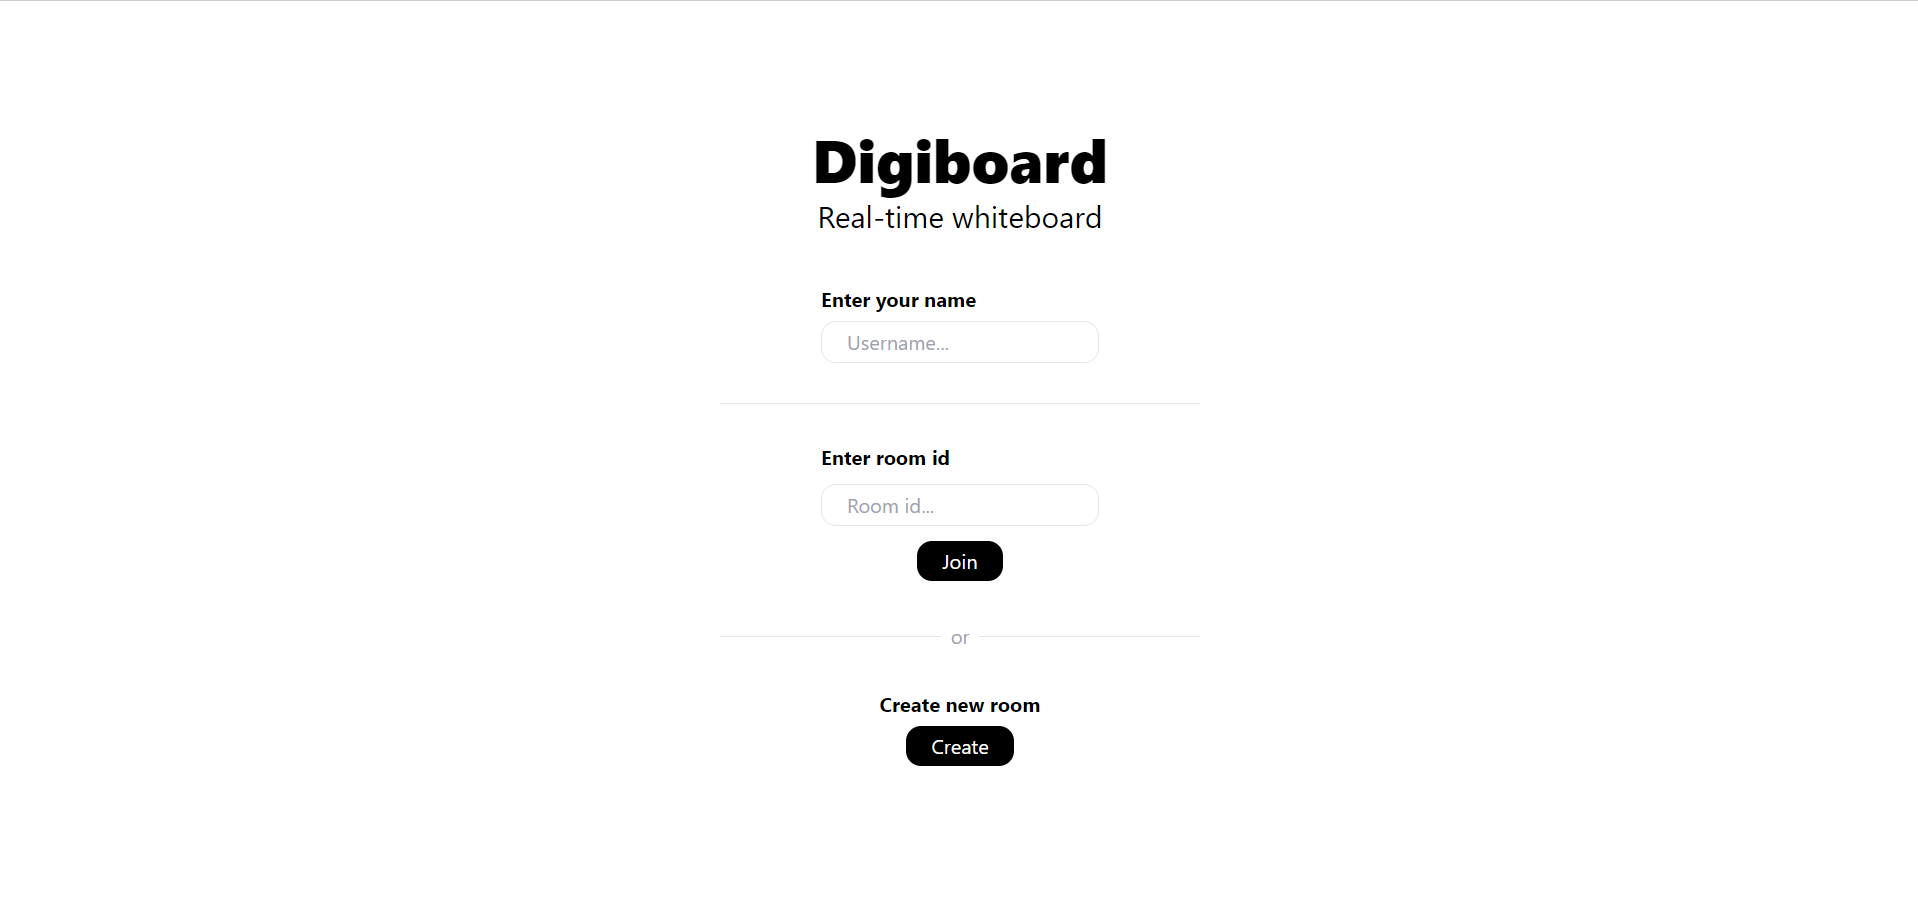 Digiboard
Real-time whiteboard
Enter your name
Username...
Enter room id
Room id...
Join
or
Create new room
Create